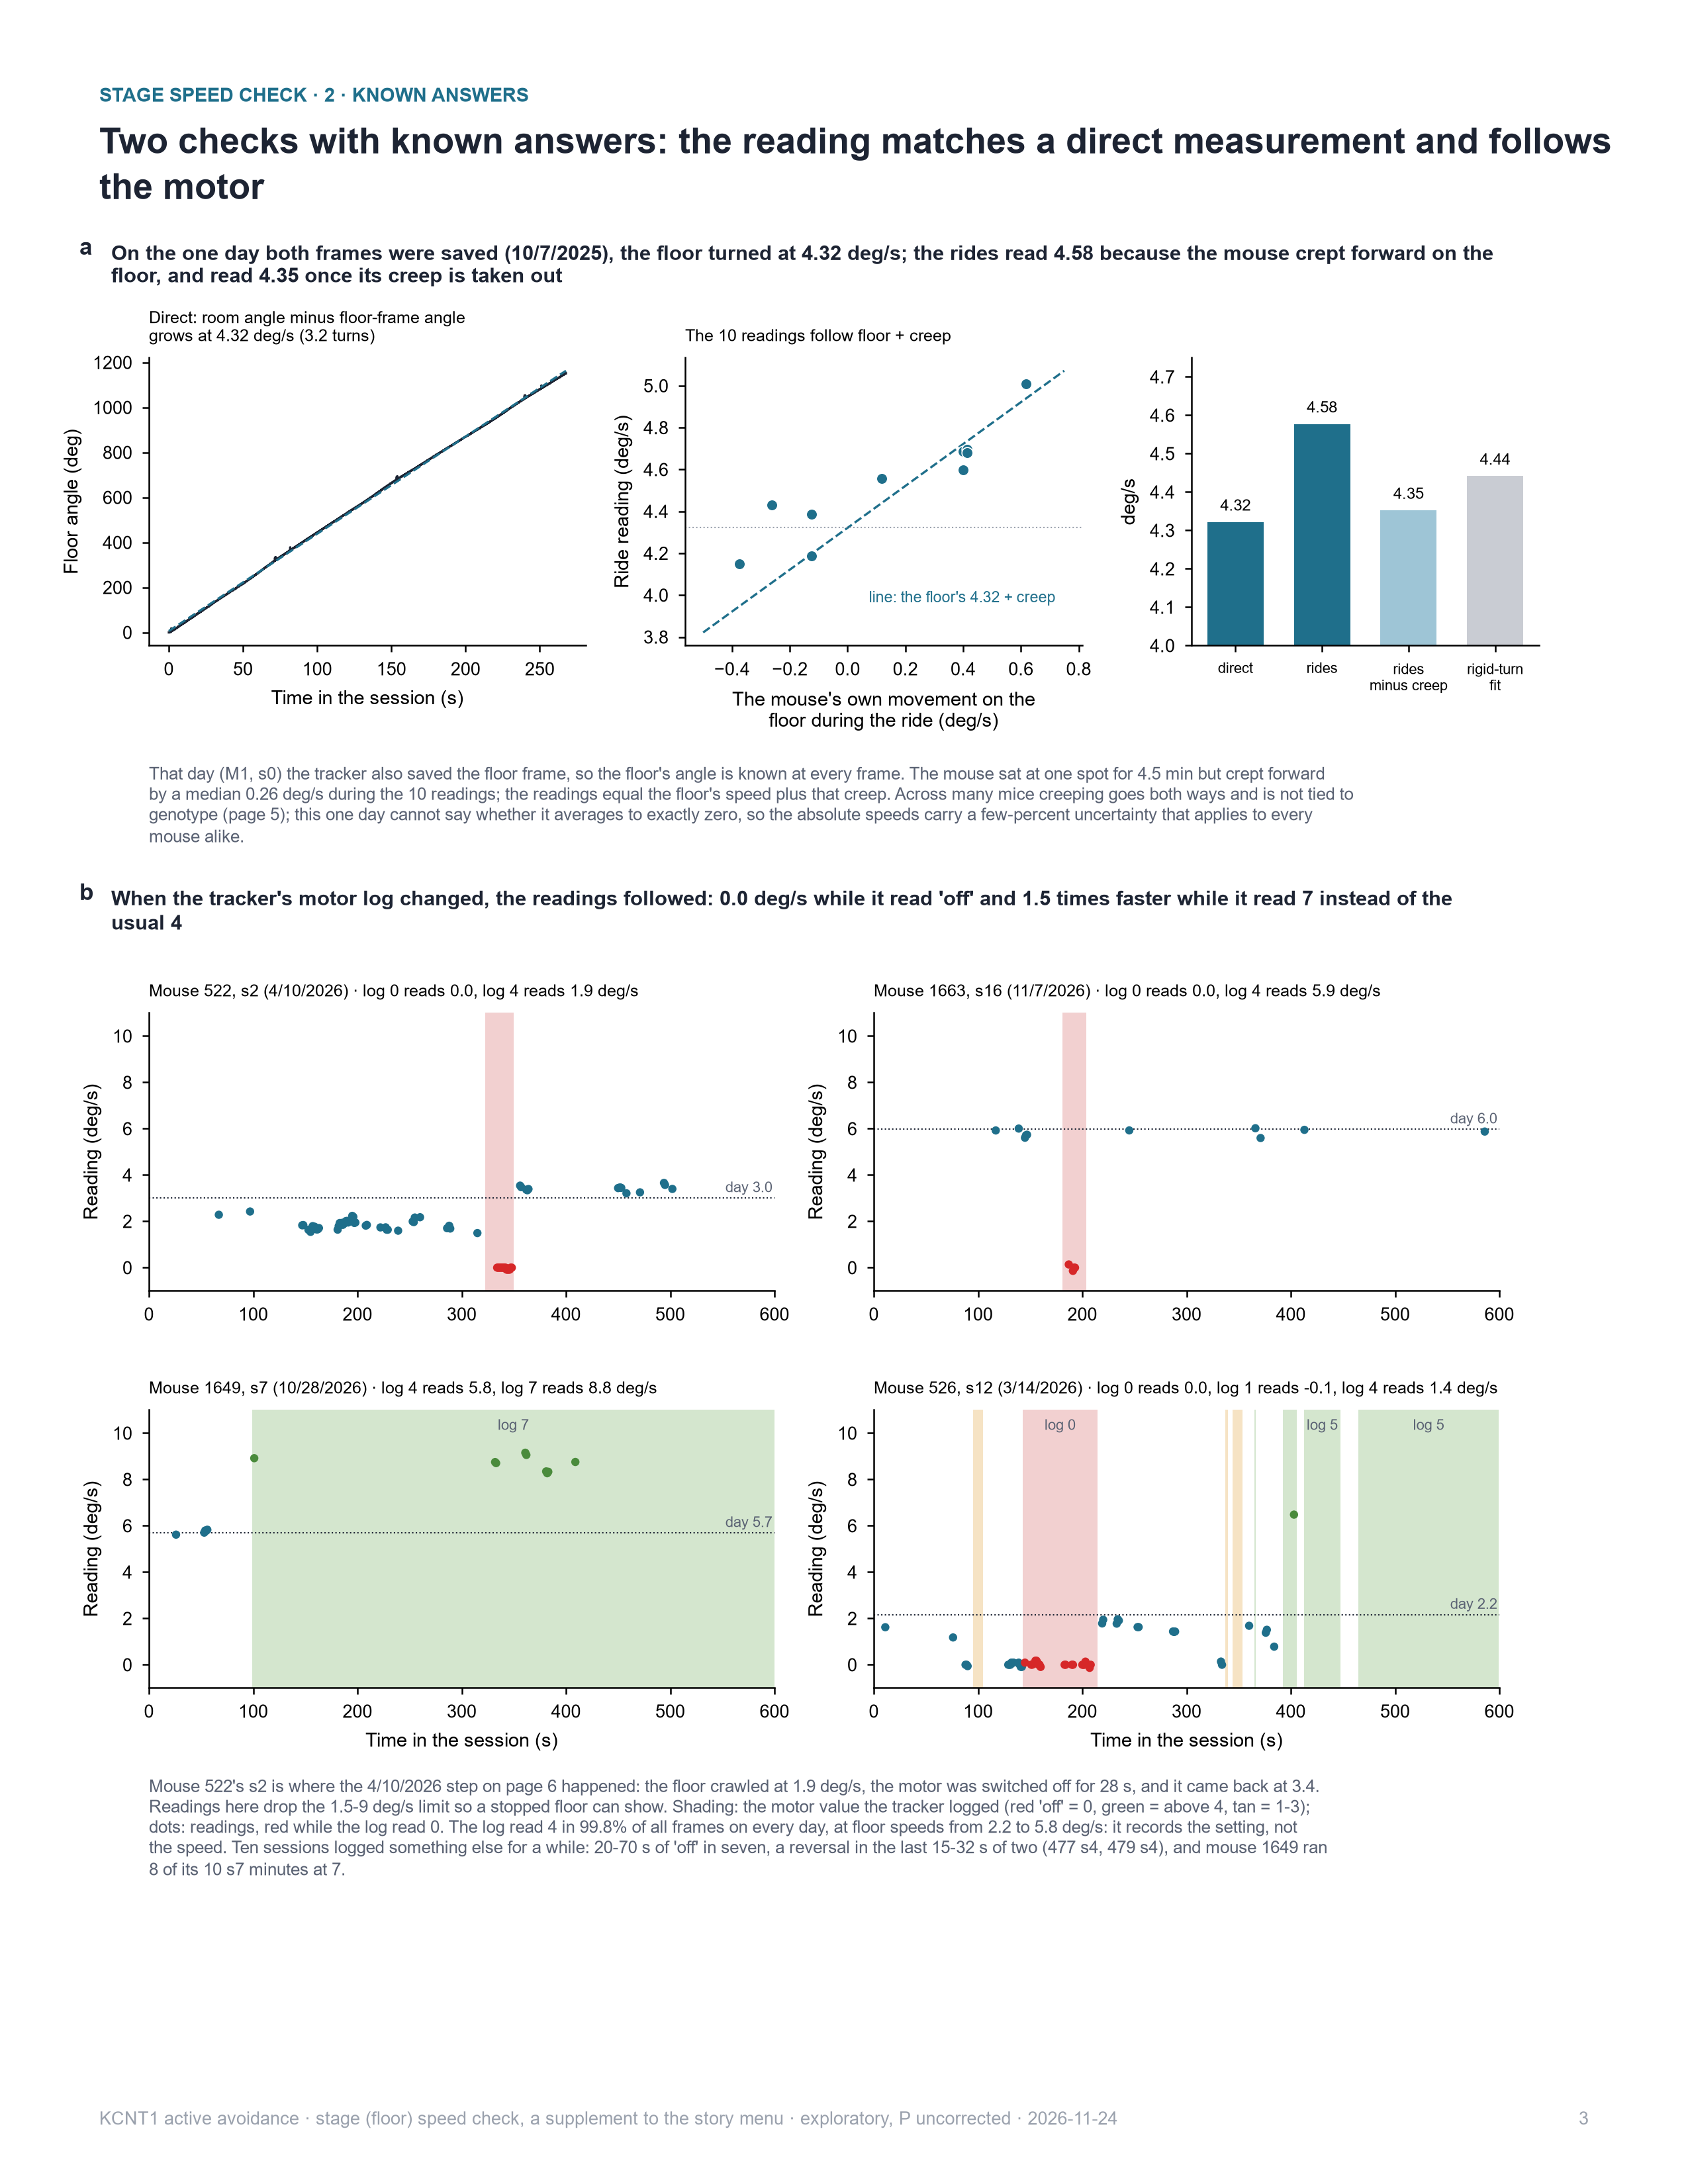 STAGE SPEED CHECK · 2 · KNOWN ANSWERS
Two checks with known answers: the reading matches a direct measurement and follows
the motor
a
On the one day both frames were saved (10/7/2025), the floor turned at 4.32 deg/s; the rides read 4.58 because the mouse crept forward on the
floor, and read 4.35 once its creep is taken out
Direct: room angle minus floor-frame angle
grows at 4.32 deg/s (3.2 turns)
1200
1000
800
600
400
200
0
Floor angle (deg)
0 50 100 150 200 250
Time in the session (s)
The 10 readings follow floor + creep
5.0
4.8
4.6
4.4
4.2
4.0
3.8
Ride reading (deg/s)
line: the floor's 4.32 + creep
−0.4 −0.2 0.0 0.2 0.4 0.6 0.8
The mouse's own movement on the
floor during the ride (deg/s)
4.7
4.6
4.5
4.4
4.3
4.2
4.1
4.0
deg/s
4.32
4.58
4.35
4.44
direct
rides
rides
minus creep
rigid-turn
fit
That day (M1, s0) the tracker also saved the floor frame, so the floor's angle is known at every frame. The mouse sat at one spot for 4.5 min but crept forward
by a median 0.26 deg/s during the 10 readings; the readings equal the floor's speed plus that creep. Across many mice creeping goes both ways and is not tied to
genotype (page 5); this one day cannot say whether it averages to exactly zero, so the absolute speeds carry a few-percent uncertainty that applies to every
mouse alike.
b
When the tracker's motor log changed, the readings followed: 0.0 deg/s while it read 'off' and 1.5 times faster while it read 7 instead of the
usual 4
Mouse 522, s2 (4/10/2026) · log 0 reads 0.0, log 4 reads 1.9 deg/s
10
8
6
4
2
0
Reading (deg/s)
day 3.0
0 100 200 300 400 500 600
Mouse 1663, s16 (11/7/2026) · log 0 reads 0.0, log 4 reads 5.9 deg/s
10
8
6
4
2
0
Reading (deg/s)
day 6.0
0 100 200 300 400 500 600
Mouse 1649, s7 (10/28/2026) · log 4 reads 5.8, log 7 reads 8.8 deg/s
log 7
10
8
6
4
2
0
Reading (deg/s)
day 5.7
0 100 200 300 400 500 600
Time in the session (s)
Mouse 526, s12 (3/14/2026) · log 0 reads 0.0, log 1 reads -0.1, log 4 reads 1.4 deg/s
log 0
log 5
log 5
10
8
6
4
2
0
Reading (deg/s)
day 2.2
0 100 200 300 400 500 600
Time in the session (s)
Mouse 522's s2 is where the 4/10/2026 step on page 6 happened: the floor crawled at 1.9 deg/s, the motor was switched off for 28 s, and it came back at 3.4.
Readings here drop the 1.5-9 deg/s limit so a stopped floor can show. Shading: the motor value the tracker logged (red 'off' = 0, green = above 4, tan = 1-3);
dots: readings, red while the log read 0. The log read 4 in 99.8% of all frames on every day, at floor speeds from 2.2 to 5.8 deg/s: it records the setting, not
the speed. Ten sessions logged something else for a while: 20-70 s of 'off' in seven, a reversal in the last 15-32 s of two (477 s4, 479 s4), and mouse 1649 ran
8 of its 10 s7 minutes at 7.
KCNT1 active avoidance · stage (floor) speed check, a supplement to the story menu · exploratory, P uncorrected · 2026-11-24
3